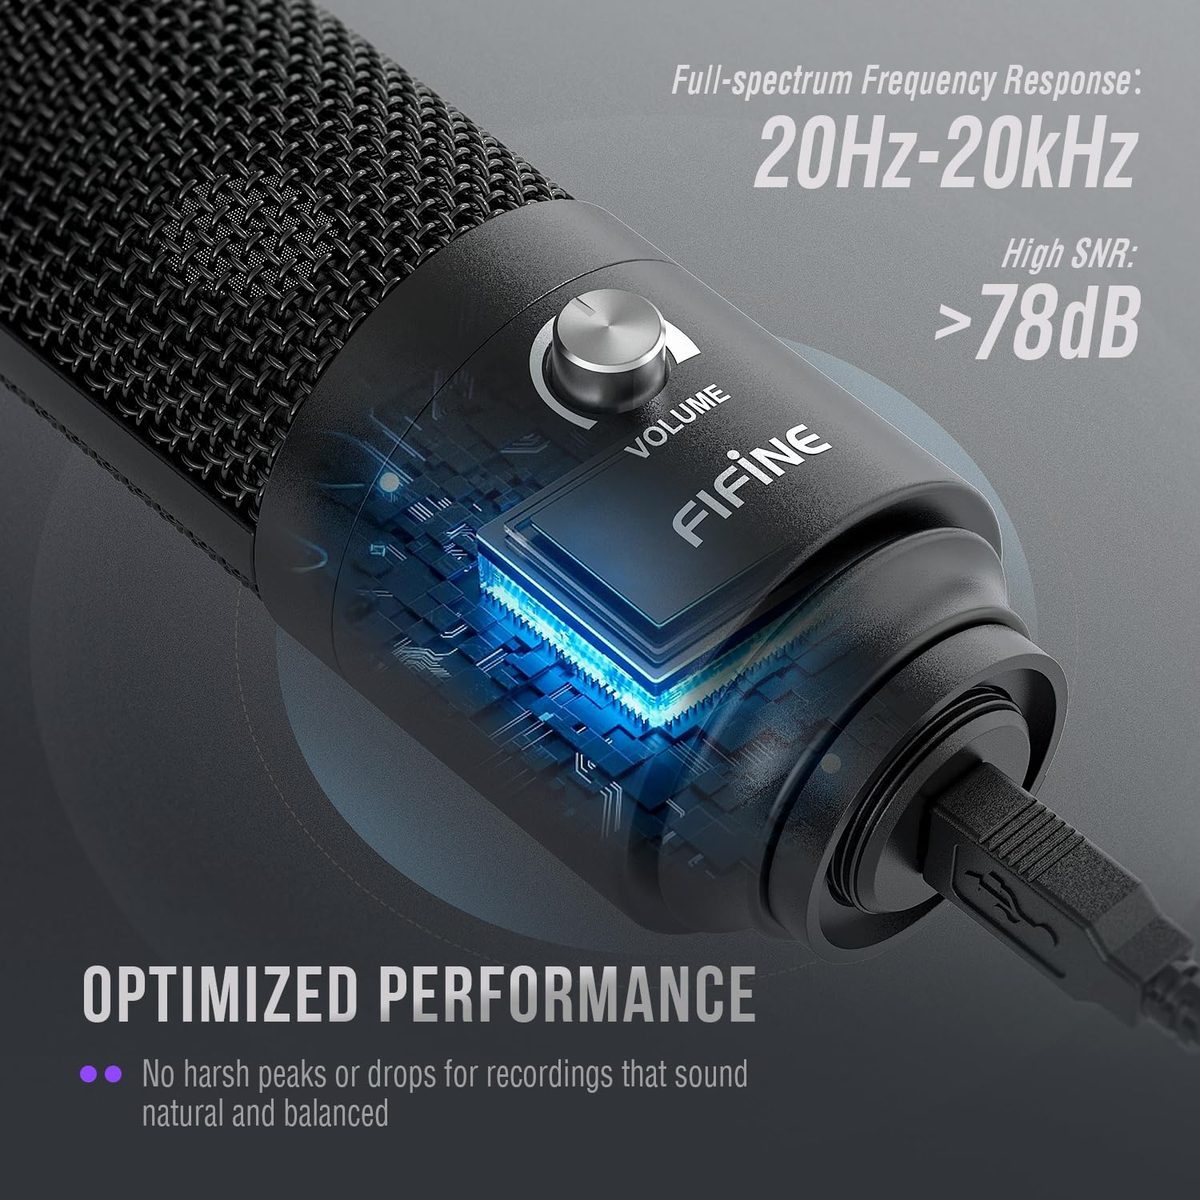 Full-spectrum Frequency Response:
20Hz-20kHz
High SNR:
>78dB
VOLUME
FIFINE
OPTIMIZED PERFORMANCE
No harsh peaks or drops for recordings that sound
natural and balanced